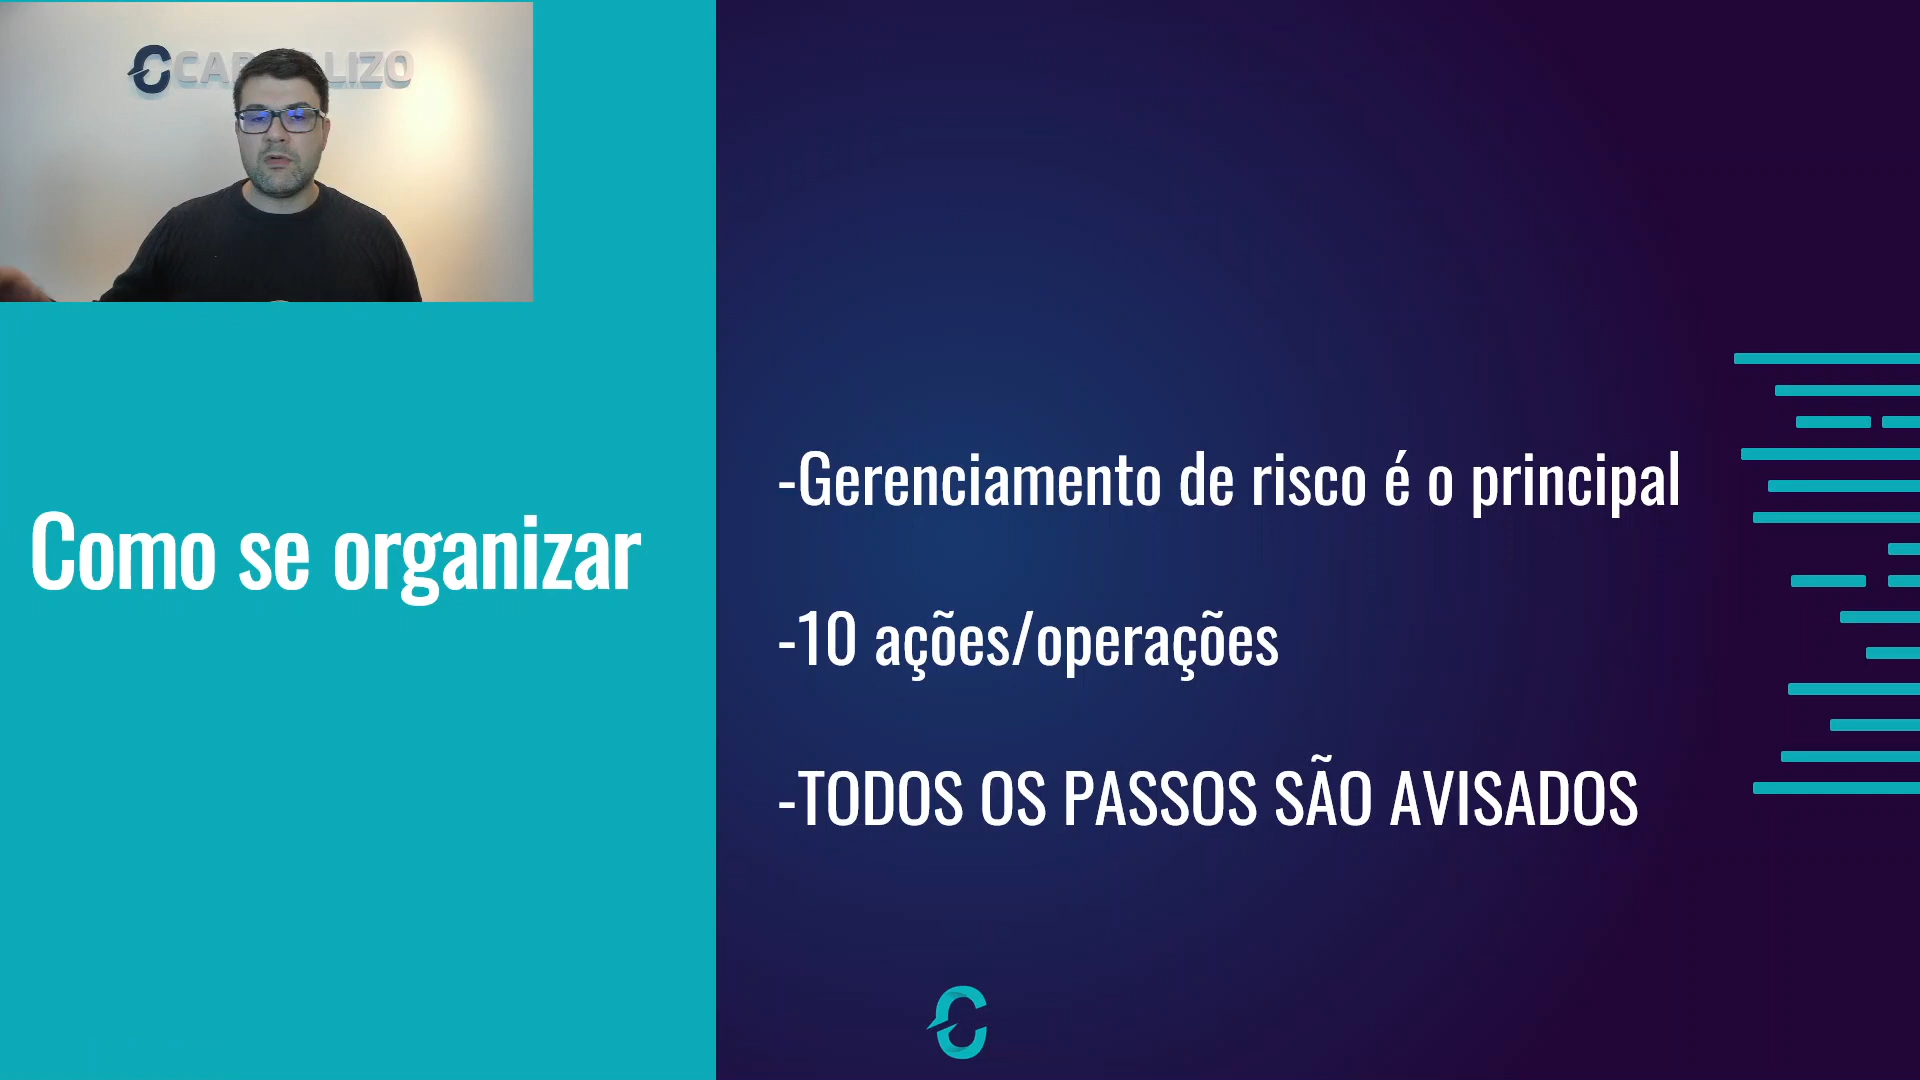 Como se organizar
-Gerenciamento de risco é o principal
-10 ações/operações
-TODOS OS PASSOS SÃO AVISADOS